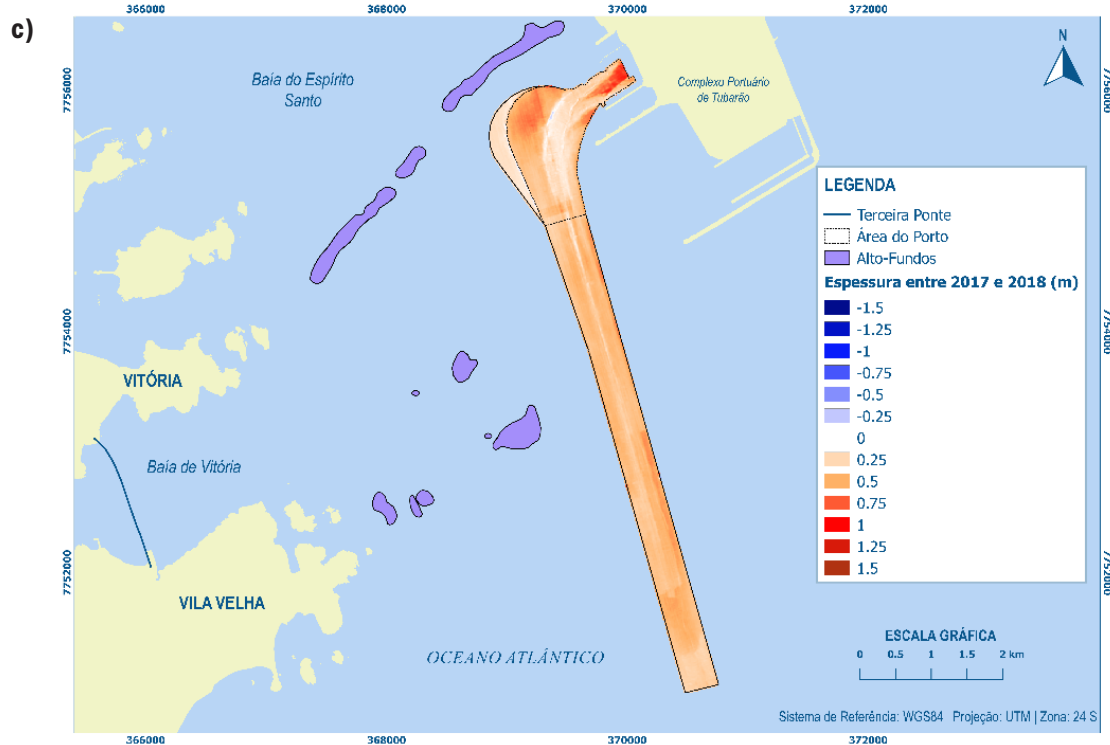 c)
366000
368000
370000
372000
7756000
7754000
7752000
7756000
7754000
7752000
Baia do Espírito
Santo
Complexo Portuário
de Tubarão
N
LEGENDA
Terceira Ponte
Área do Porto
Alto-Fundos
Espessura entre 2017 e 2018 (m)
-1.5
-1.25
-1
-0.75
-0.5
-0.25
0
0.25
0.5
0.75
1
1.25
1.5
VITÓRIA
Baia de Vitória
VILA VELHA
OCEANO ATLÂNTICO
ESCALA GRÁFICA
0 0.5 1 1.5 2 km
Sistema de Referência: WGS84 Projeção: UTM | Zona: 24 S
366000
368000
370000
372000